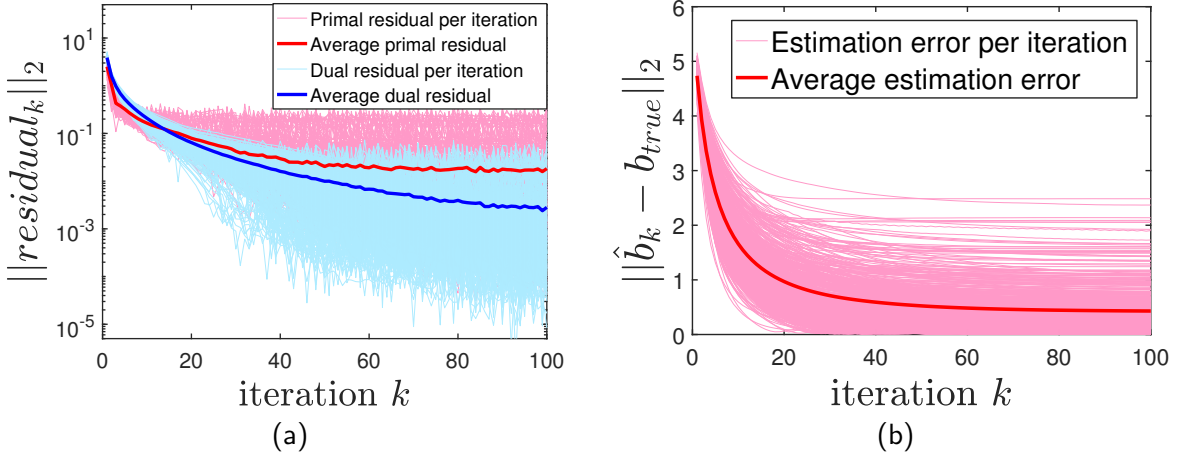 Primal residual per iteration
Average primal residual
Dual residual per iteration
Average dual residual
||residual_k||_2
10^1
10^-1
10^-3
10^-5
0 20 40 60 80 100
iteration k
(a)
Estimation error per iteration
Average estimation error
||b̂_k − b_true||_2
6
5
4
3
2
1
0
0 20 40 60 80 100
iteration k
(b)